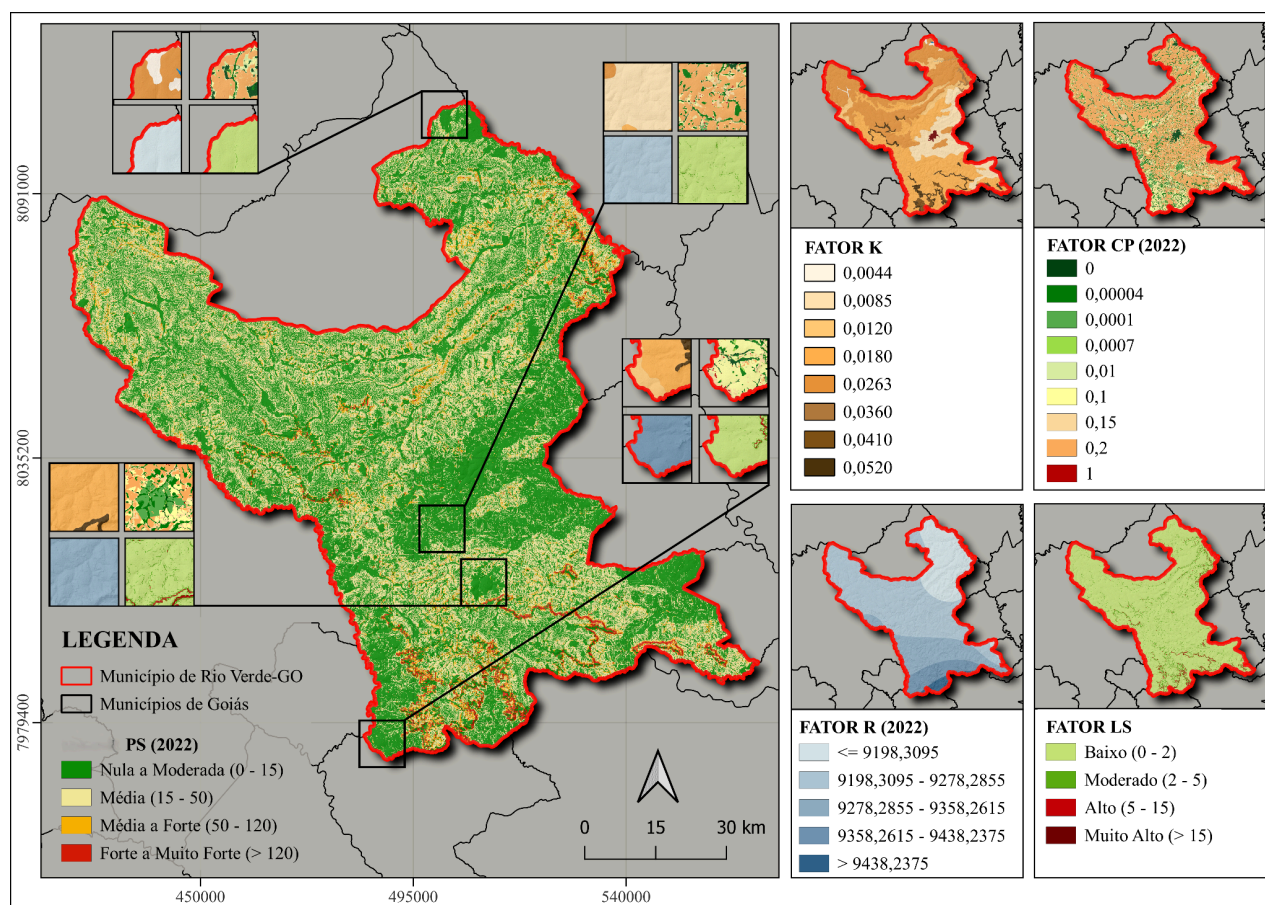 8091000
8035200
7979400
450000
495000
540000
LEGENDA
Município de Rio Verde-GO
Municípios de Goiás
PS (2022)
Nula a Moderada (0 - 15)
Média (15 - 50)
Média a Forte (50 - 120)
Forte a Muito Forte (> 120)
0 15 30 km
FATOR K
0,0044
0,0085
0,0120
0,0180
0,0263
0,0360
0,0410
0,0520
FATOR CP (2022)
0
0,00004
0,0001
0,0007
0,01
0,1
0,15
0,2
1
FATOR R (2022)
<= 9198,3095
9198,3095 - 9278,2855
9278,2855 - 9358,2615
9358,2615 - 9438,2375
> 9438,2375
FATOR LS
Baixo (0 - 2)
Moderado (2 - 5)
Alto (5 - 15)
Muito Alto (> 15)